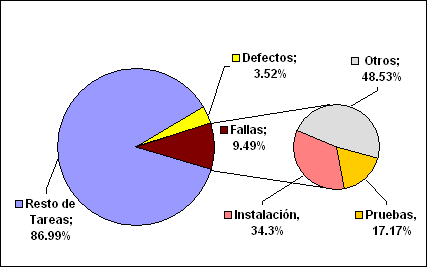 Defectos;
3.52%
Otros;
48.53%
Fallas;
9.49%
Resto de
Tareas;
86.99%
Instalación,
34.3%
Pruebas,
17.17%